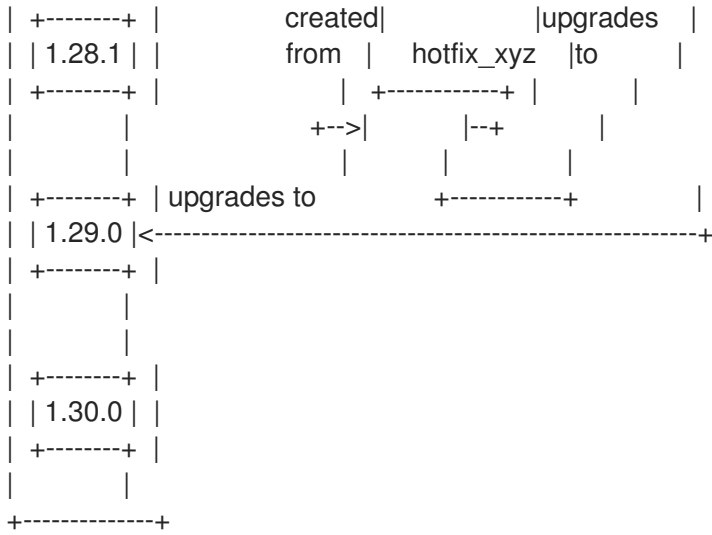 | +--------+ | created| |upgrades |
| | 1.28.1 | | from | hotfix_xyz |to |
| +--------+ | | +------------+ | |
| | +-->| |--+ |
| | | | |
| +--------+ | upgrades to +------------+ |
| | 1.29.0 |<----------------------------------------------------------+
| +--------+ |
| |
| |
| +--------+ |
| | 1.30.0 | |
| +--------+ |
| |
+---------------+